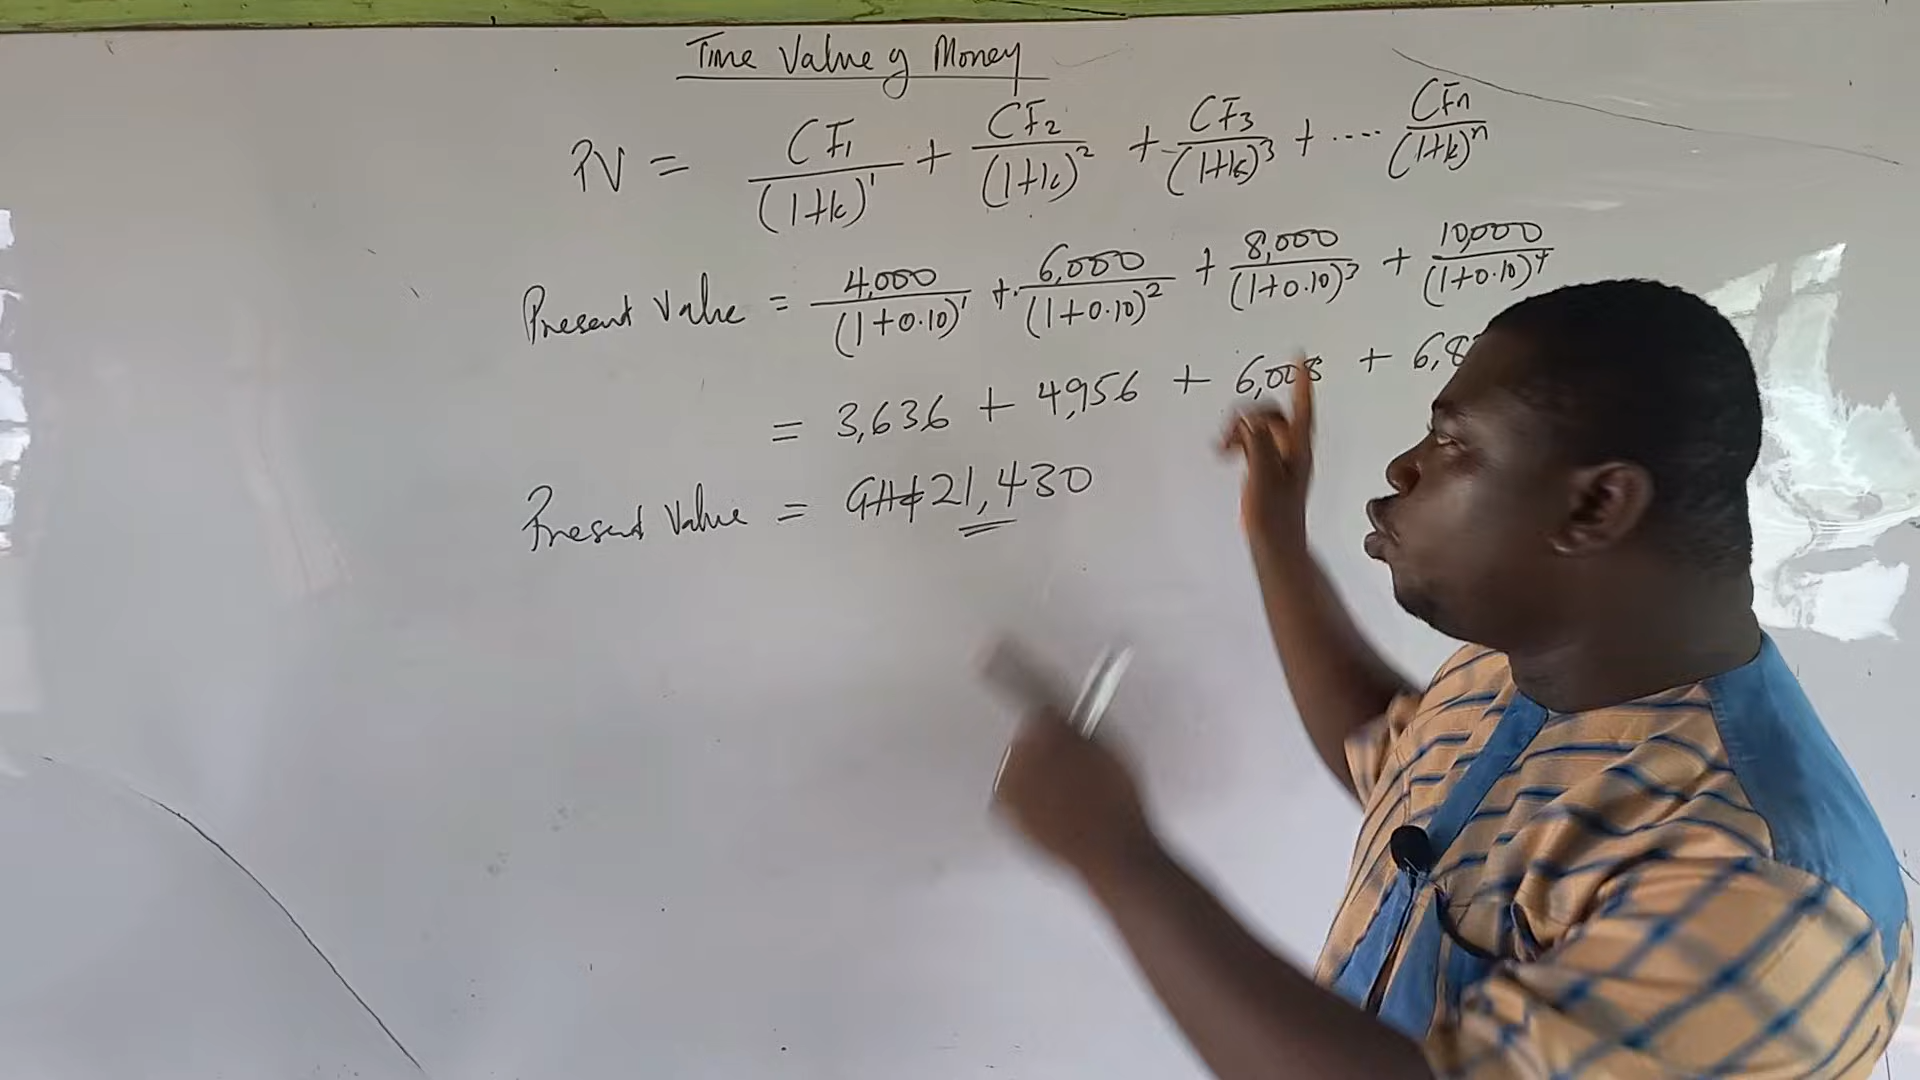 Time Value of Money
PV = CF1/(1+k)^1 + CF2/(1+k)^2 + CF3/(1+k)^3 + .... CFn/(1+k)^n
Present Value = 4,000/(1+0.10)^1 + 6,000/(1+0.10)^2 + 8,000/(1+0.10)^3 + 10,000/(1+0.10)^4
= 3,636 + 4,956 + 6,008 + 6,8
Present Value = GH¢21,430